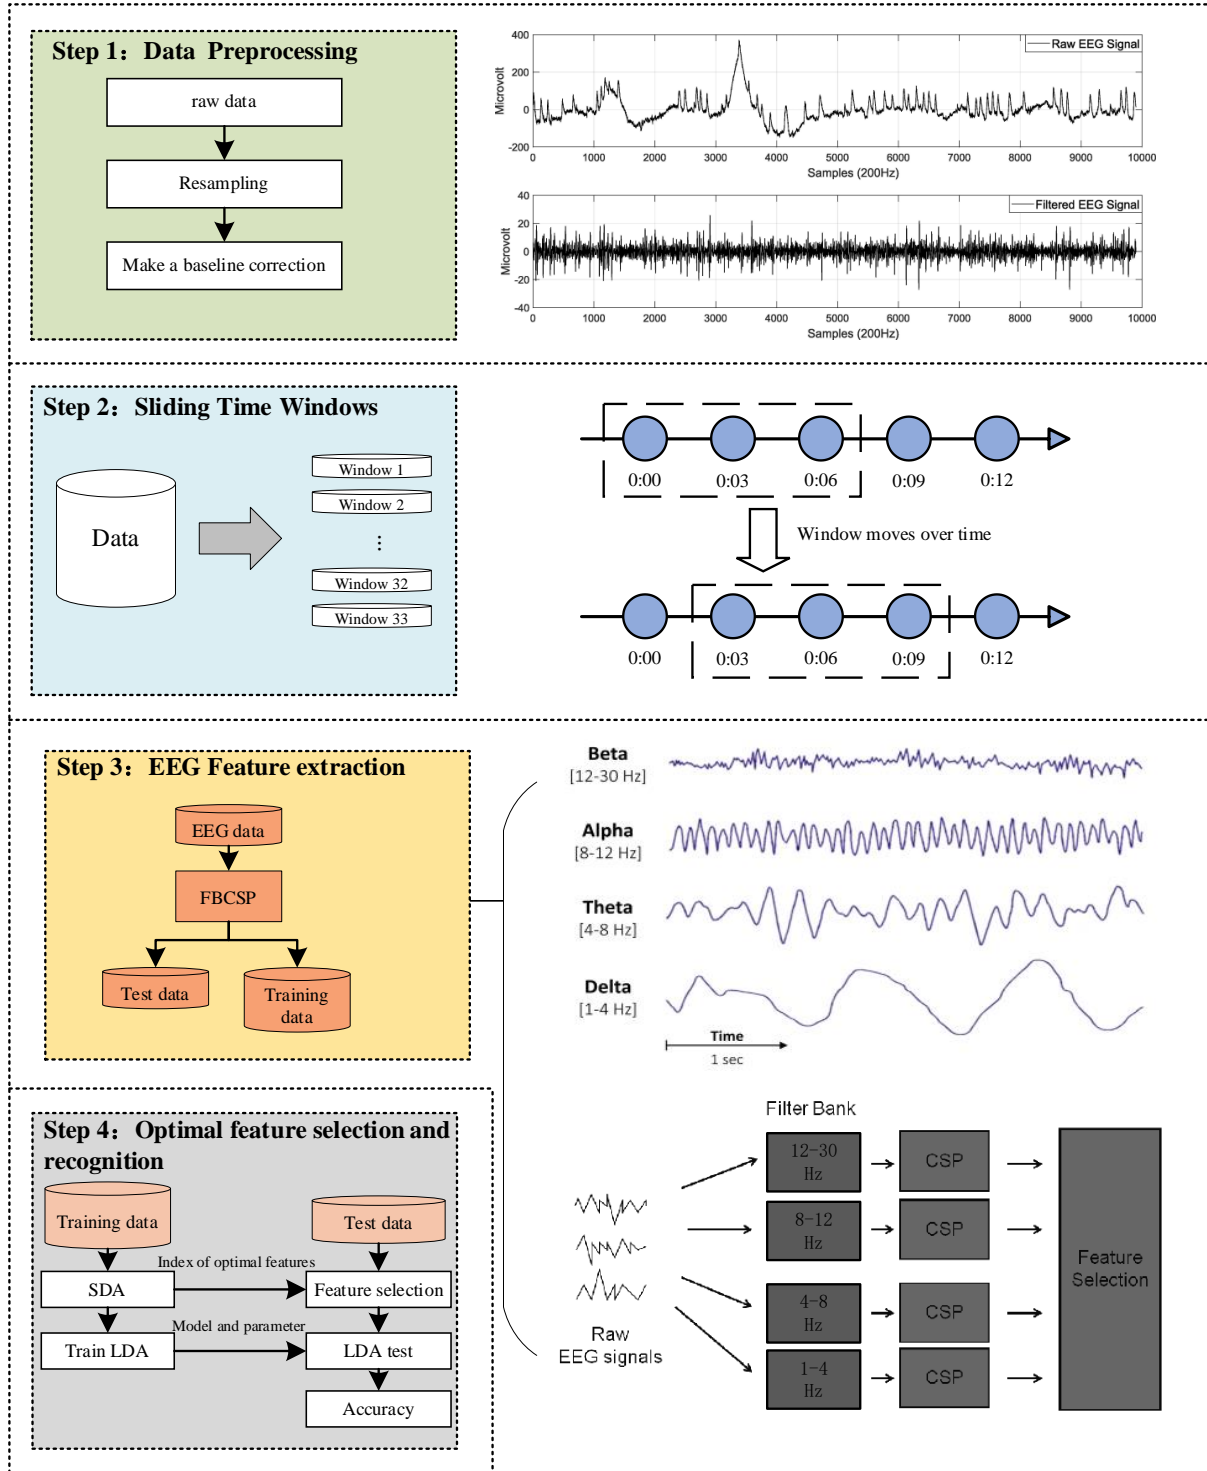 Step 1：Data Preprocessing
raw data
Resampling
Make a baseline correction
400
200
0
-200
Microvolt
Raw EEG Signal
0 1000 2000 3000 4000 5000 6000 7000 8000 9000 10000
Samples (200Hz)
40
20
0
-20
-40
Microvolt
Filtered EEG Signal
0 1000 2000 3000 4000 5000 6000 7000 8000 9000 10000
Samples (200Hz)
Step 2：Sliding Time Windows
Data
Window 1
Window 2
...
Window 32
Window 33
0:00 0:03 0:06 0:09 0:12
Window moves over time
0:00 0:03 0:06 0:09 0:12
Step 3：EEG Feature extraction
EEG data
FBCSP
Test data
Training
data
Beta
[12-30 Hz]
Alpha
[8-12 Hz]
Theta
[4-8 Hz]
Delta
[1-4 Hz]
Time
1 sec
Step 4：Optimal feature selection and
recognition
Training data
Test data
Index of optimal features
SDA
Feature selection
Model and parameter
Train LDA
LDA test
Accuracy
Filter Bank
12-30
Hz
CSP
8-12
Hz
CSP
4-8
Hz
CSP
1-4
Hz
CSP
Raw
EEG signals
Feature
Selection